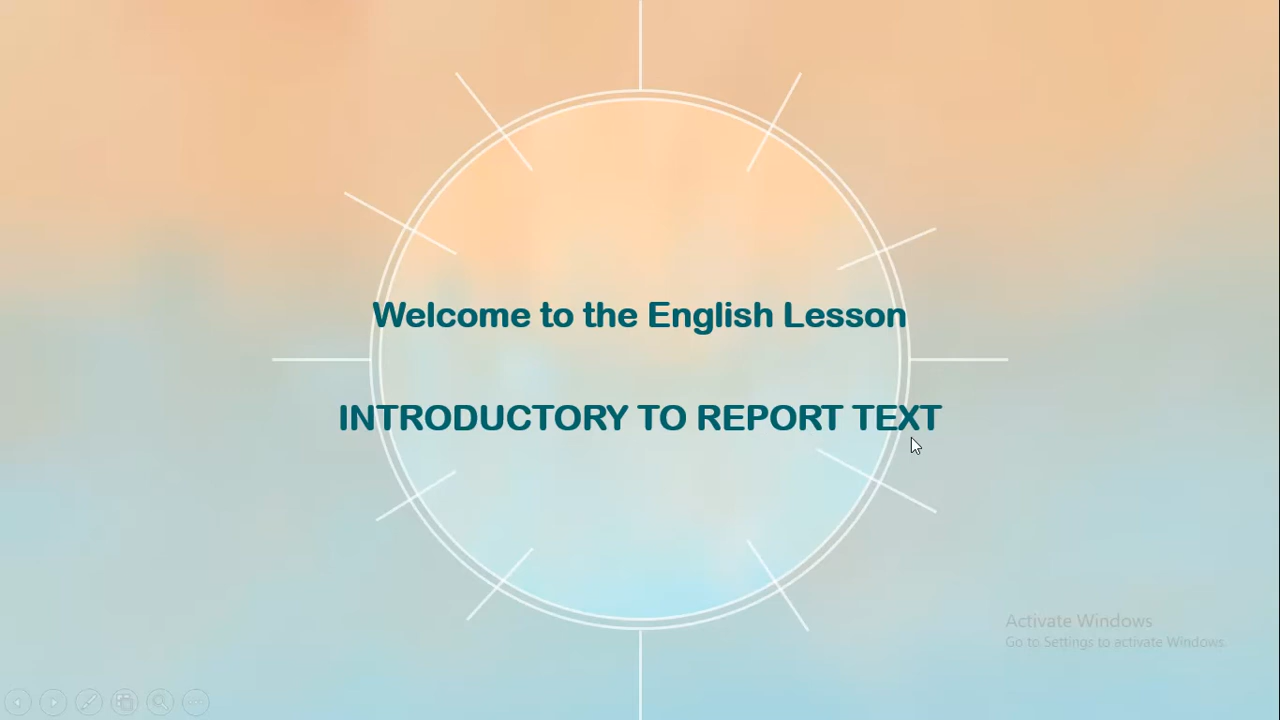 Welcome to the English Lesson
INTRODUCTORY TO REPORT TEXT
Activate Windows
Go to Settings to activate Windows.